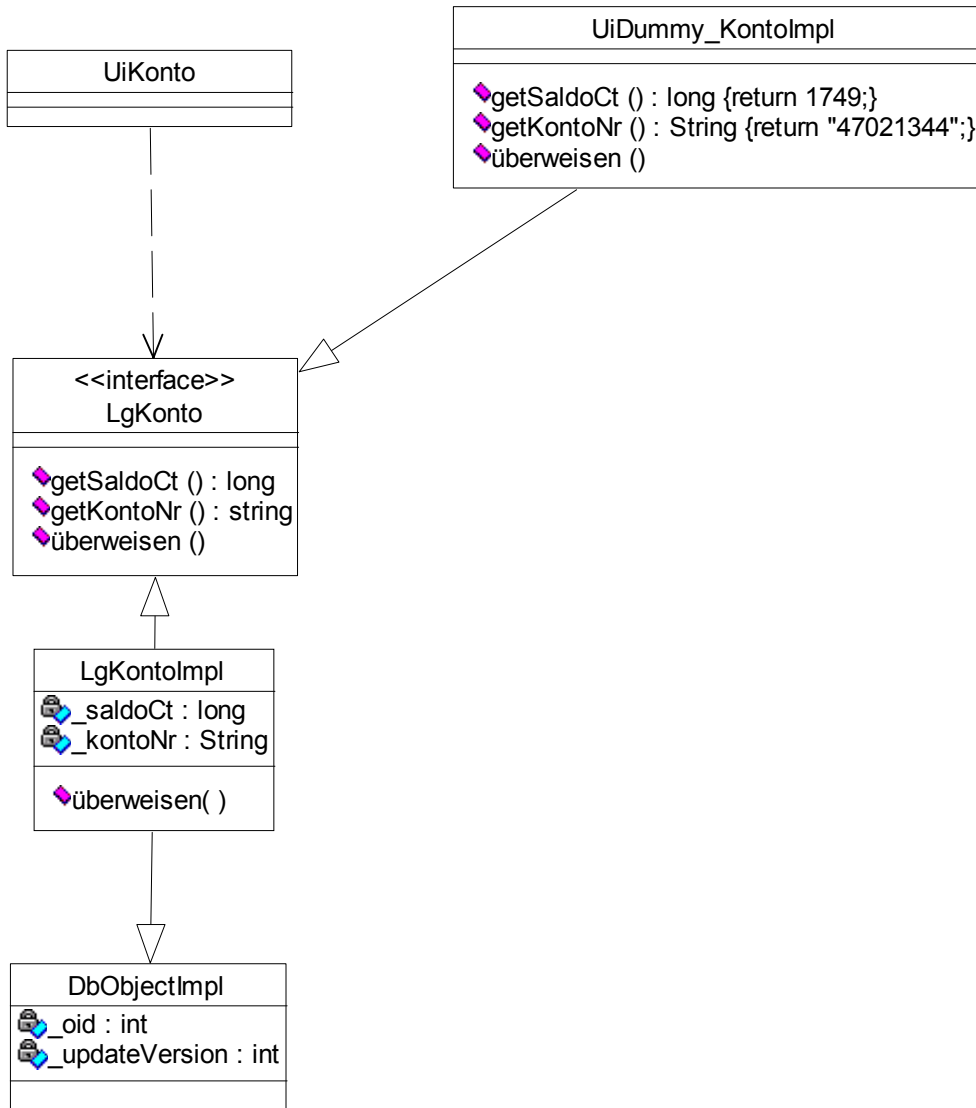 UiKonto
UiDummy_KontoImpl
getSaldoCt () : long {return 1749;}
getKontoNr () : String {return "47021344";}
überweisen ()
<<interface>>
LgKonto
getSaldoCt () : long
getKontoNr () : string
überweisen ()
LgKontoImpl
_saldoCt : long
_kontoNr : String
überweisen( )
DbObjectImpl
_oid : int
_updateVersion : int